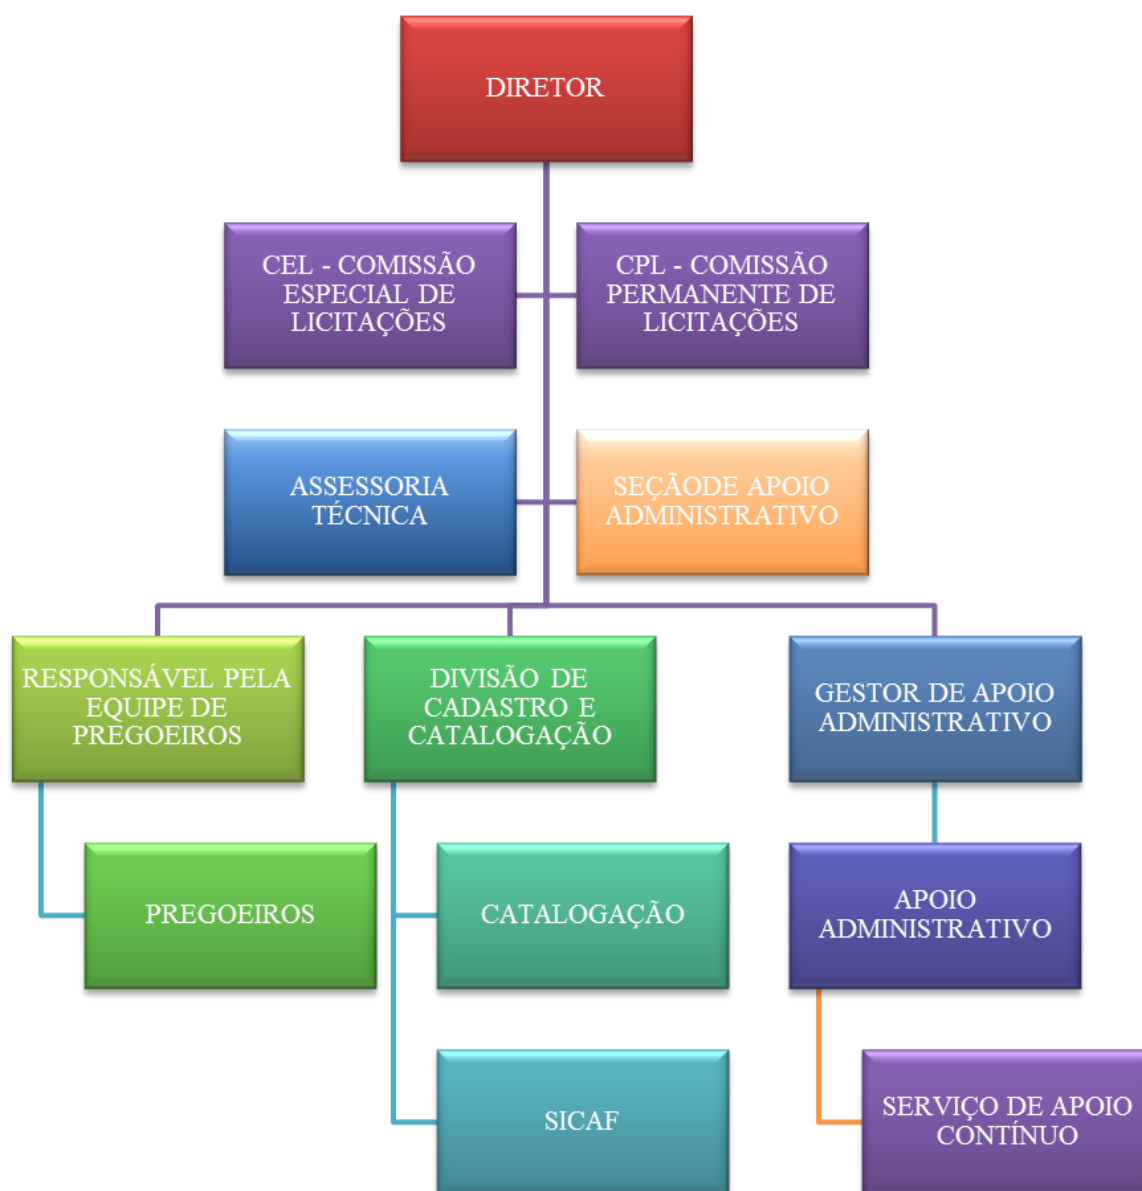 DIRETOR
CEL - COMISSÃO
ESPECIAL DE
LICITAÇÕES
CPL - COMISSÃO
PERMANENTE DE
LICITAÇÕES
ASSESSORIA
TÉCNICA
SEÇÃODE APOIO
ADMINISTRATIVO
RESPONSÁVEL PELA
EQUIPE DE
PREGOEIROS
DIVISÃO DE
CADASTRO E
CATALOGAÇÃO
GESTOR DE APOIO
ADMINISTRATIVO
PREGOEIROS
CATALOGAÇÃO
APOIO
ADMINISTRATIVO
SICAF
SERVIÇO DE APOIO
CONTÍNUO